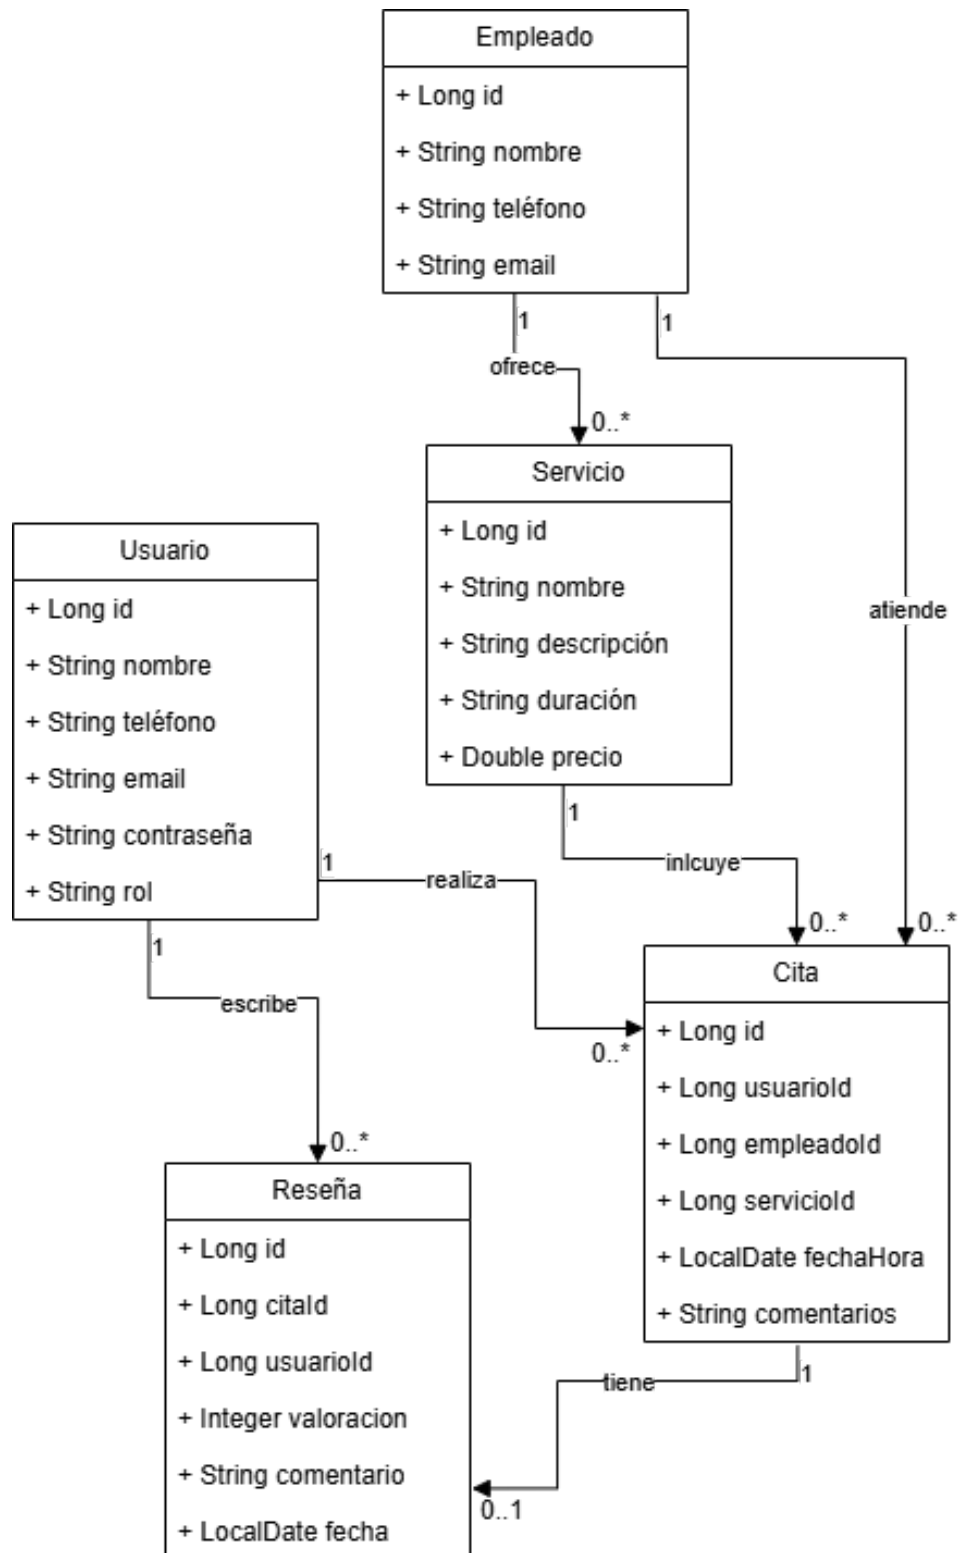 Empleado
+ Long id
+ String nombre
+ String teléfono
+ String email
1
1
ofrece
0..*
Servicio
+ Long id
+ String nombre
+ String descripción
+ String duración
+ Double precio
Usuario
+ Long id
+ String nombre
+ String teléfono
+ String email
+ String contraseña
+ String rol
atiende
1
1
realiza
inlcuye
0..*
0..*
1
escribe
0..*
Cita
+ Long id
+ Long usuarioId
+ Long empleadoId
+ Long servicioId
+ LocalDate fechaHora
+ String comentarios
0..*
Reseña
+ Long id
+ Long citaId
+ Long usuarioId
+ Integer valoracion
+ String comentario
+ LocalDate fecha
1
tiene
0..1